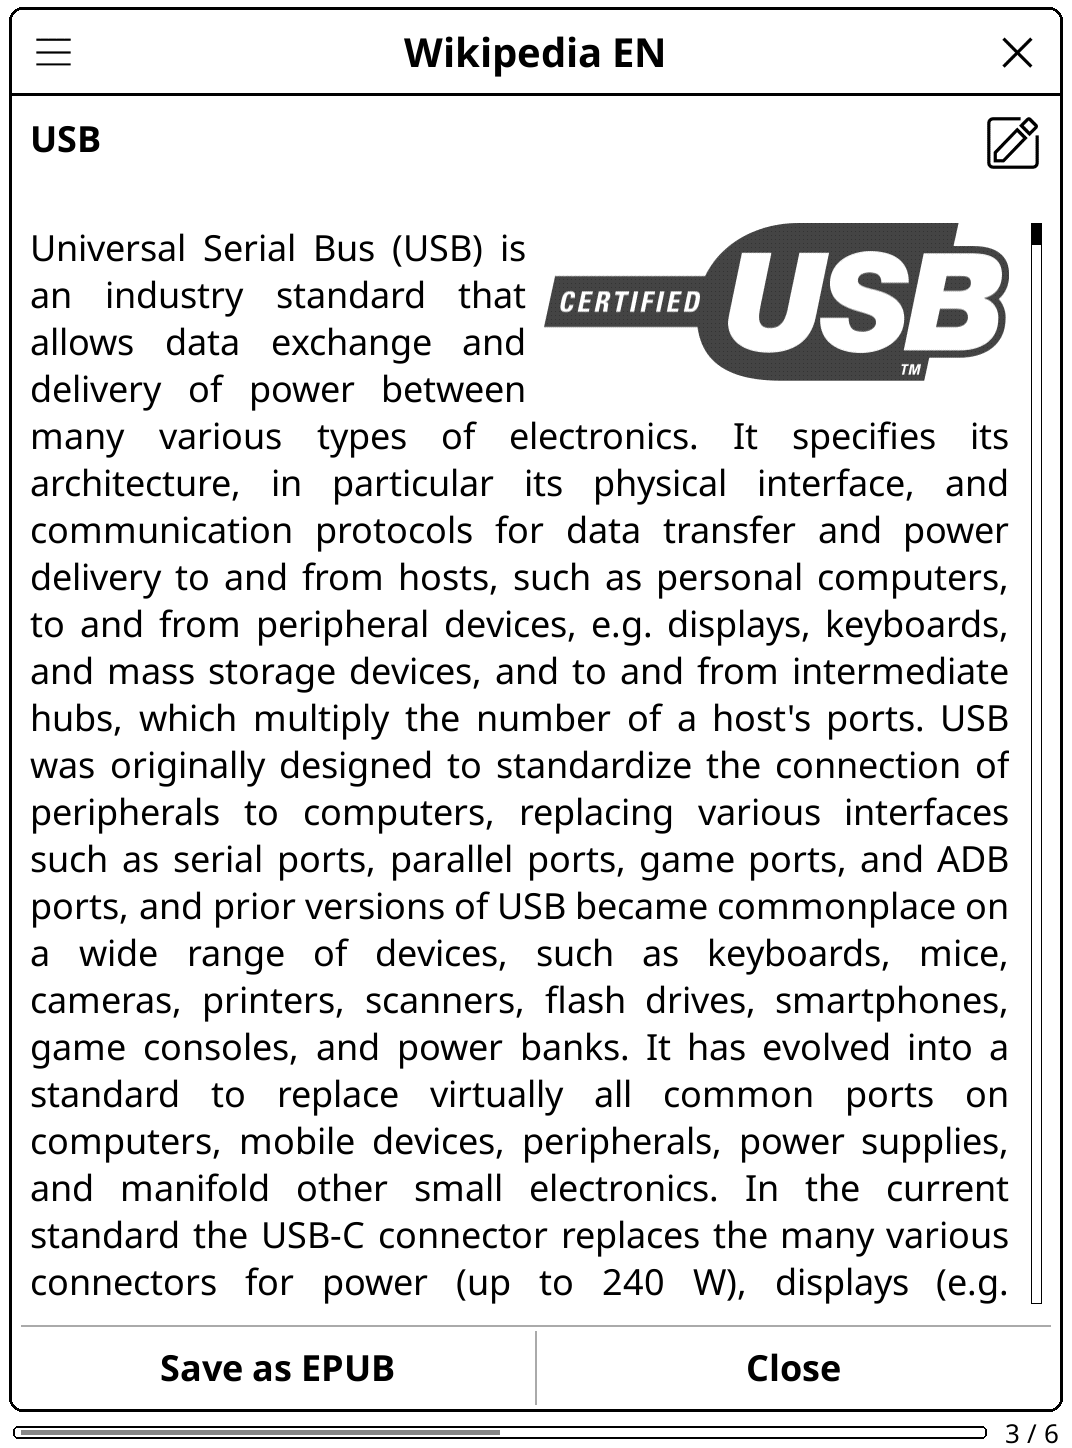 Wikipedia EN
USB
Universal Serial Bus (USB) is
an industry standard that
allows data exchange and
delivery of power between
CERTIFIED USB TM
many various types of electronics. It specifies its
architecture, in particular its physical interface, and
communication protocols for data transfer and power
delivery to and from hosts, such as personal computers,
to and from peripheral devices, e.g. displays, keyboards,
and mass storage devices, and to and from intermediate
hubs, which multiply the number of a host's ports. USB
was originally designed to standardize the connection of
peripherals to computers, replacing various interfaces
such as serial ports, parallel ports, game ports, and ADB
ports, and prior versions of USB became commonplace on
a wide range of devices, such as keyboards, mice,
cameras, printers, scanners, flash drives, smartphones,
game consoles, and power banks. It has evolved into a
standard to replace virtually all common ports on
computers, mobile devices, peripherals, power supplies,
and manifold other small electronics. In the current
standard the USB-C connector replaces the many various
connectors for power (up to 240 W), displays (e.g.
Save as EPUB
Close
3 / 6